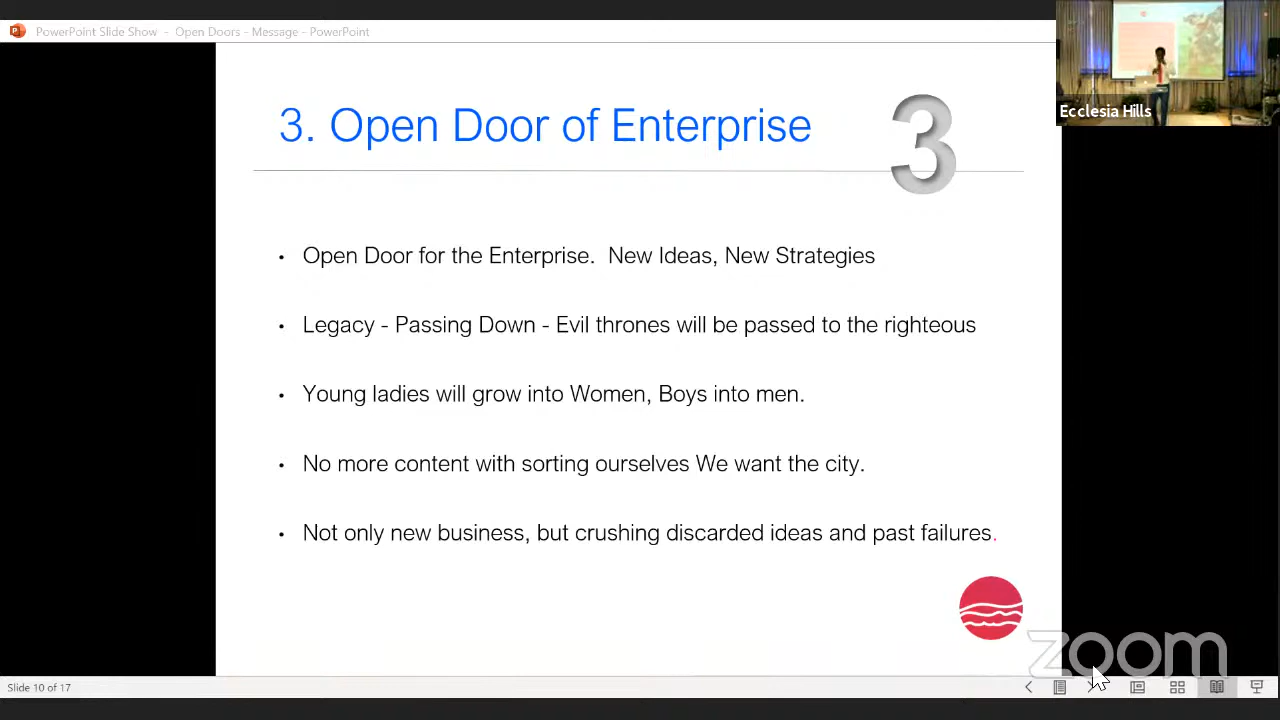 PowerPoint Slide Show - Open Doors - Message - PowerPoint
Ecclesia Hills
3. Open Door of Enterprise
3
• Open Door for the Enterprise. New Ideas, New Strategies
• Legacy - Passing Down - Evil thrones will be passed to the righteous
• Young ladies will grow into Women, Boys into men.
• No more content with sorting ourselves We want the city.
• Not only new business, but crushing discarded ideas and past failures.
zoom
Slide 10 of 17